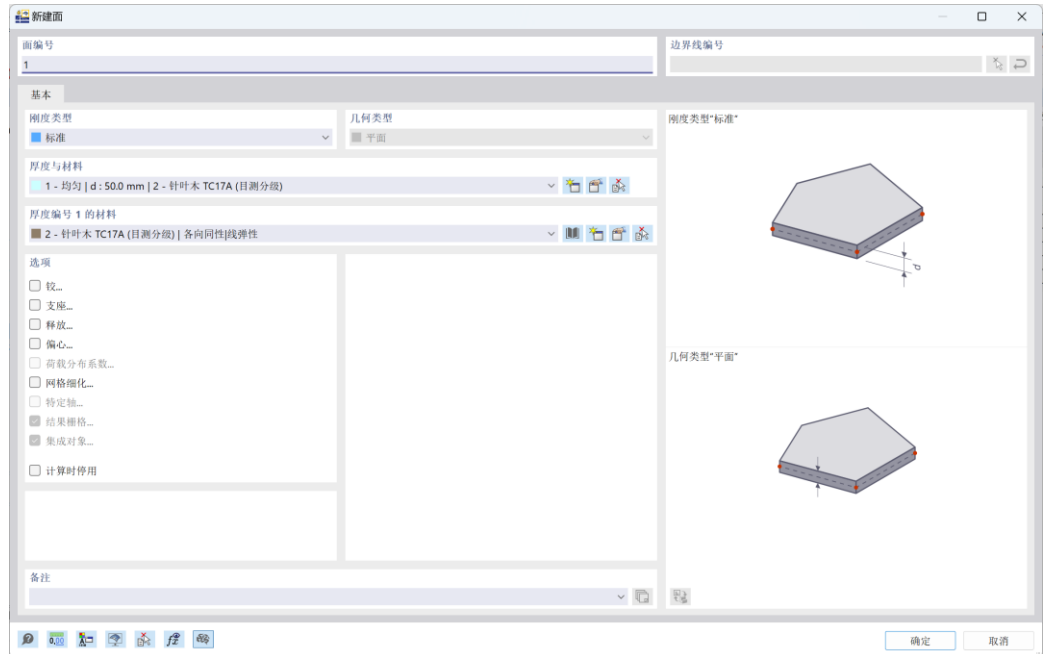 新建面
面编号
1
边界线编号
基本
刚度类型
标准
几何类型
平面
厚度与材料
1 - 均匀 | d : 50.0 mm | 2 - 针叶木 TC17A (目测分级)
厚度编号 1 的材料
2 - 针叶木 TC17A (目测分级) | 各向同性|线弹性
选项
铰...
支座...
释放...
偏心...
荷载分布系数...
网格细化...
特定轴...
结果栅格...
集成对象...
计算时停用
备注
刚度类型"标准"
d
几何类型"平面"
0,00
确定
取消